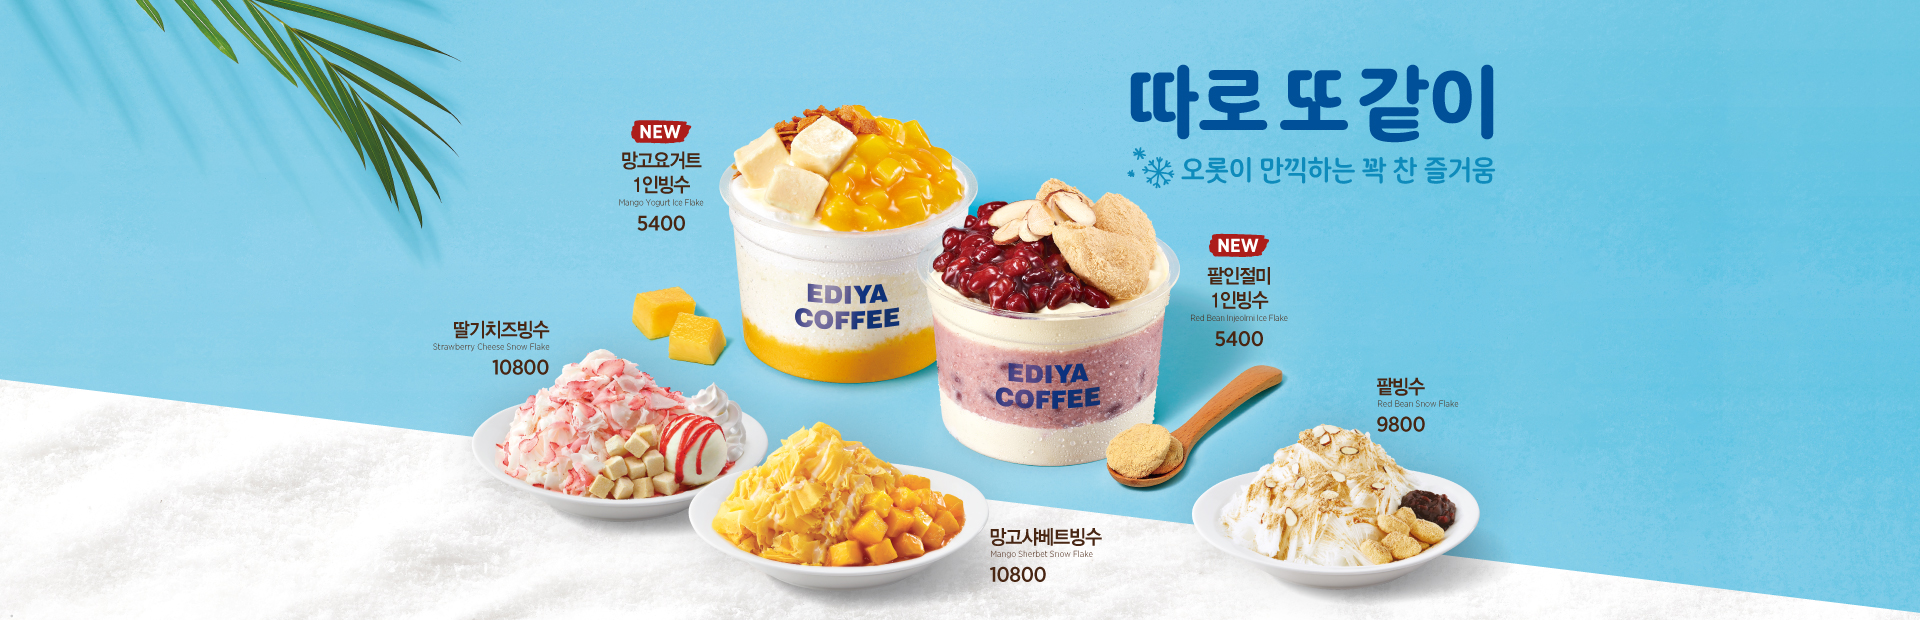 따로 또 같이
오롯이 만끽하는 꽉 찬 즐거움
NEW
망고요거트
1인빙수
Mango Yogurt Ice Flake
5400
EDIYA
COFFEE
NEW
팥인절미
1인빙수
Red Bean Injeolmi Ice Flake
5400
EDIYA
COFFEE
딸기치즈빙수
Strawberry Cheese Snow Flake
10800
망고샤베트빙수
Mango Sherbet Snow Flake
10800
팥빙수
Red Bean Snow Flake
9800